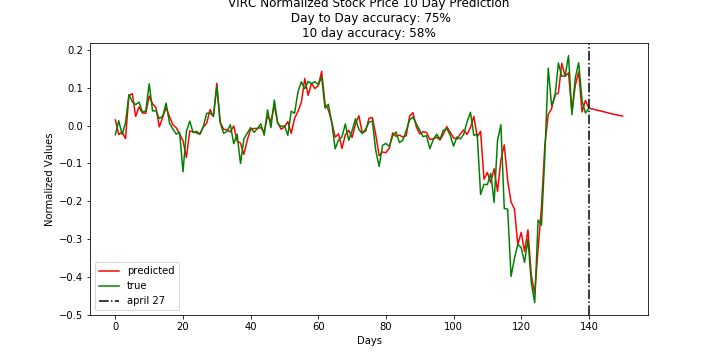 VIRC Normalized Stock Price 10 Day Prediction
Day to Day accuracy: 75%
10 day accuracy: 58%
Normalized Values
0.2
0.1
0.0
−0.1
−0.2
−0.3
−0.4
−0.5
predicted
true
april 27
0 20 40 60 80 100 120 140
Days